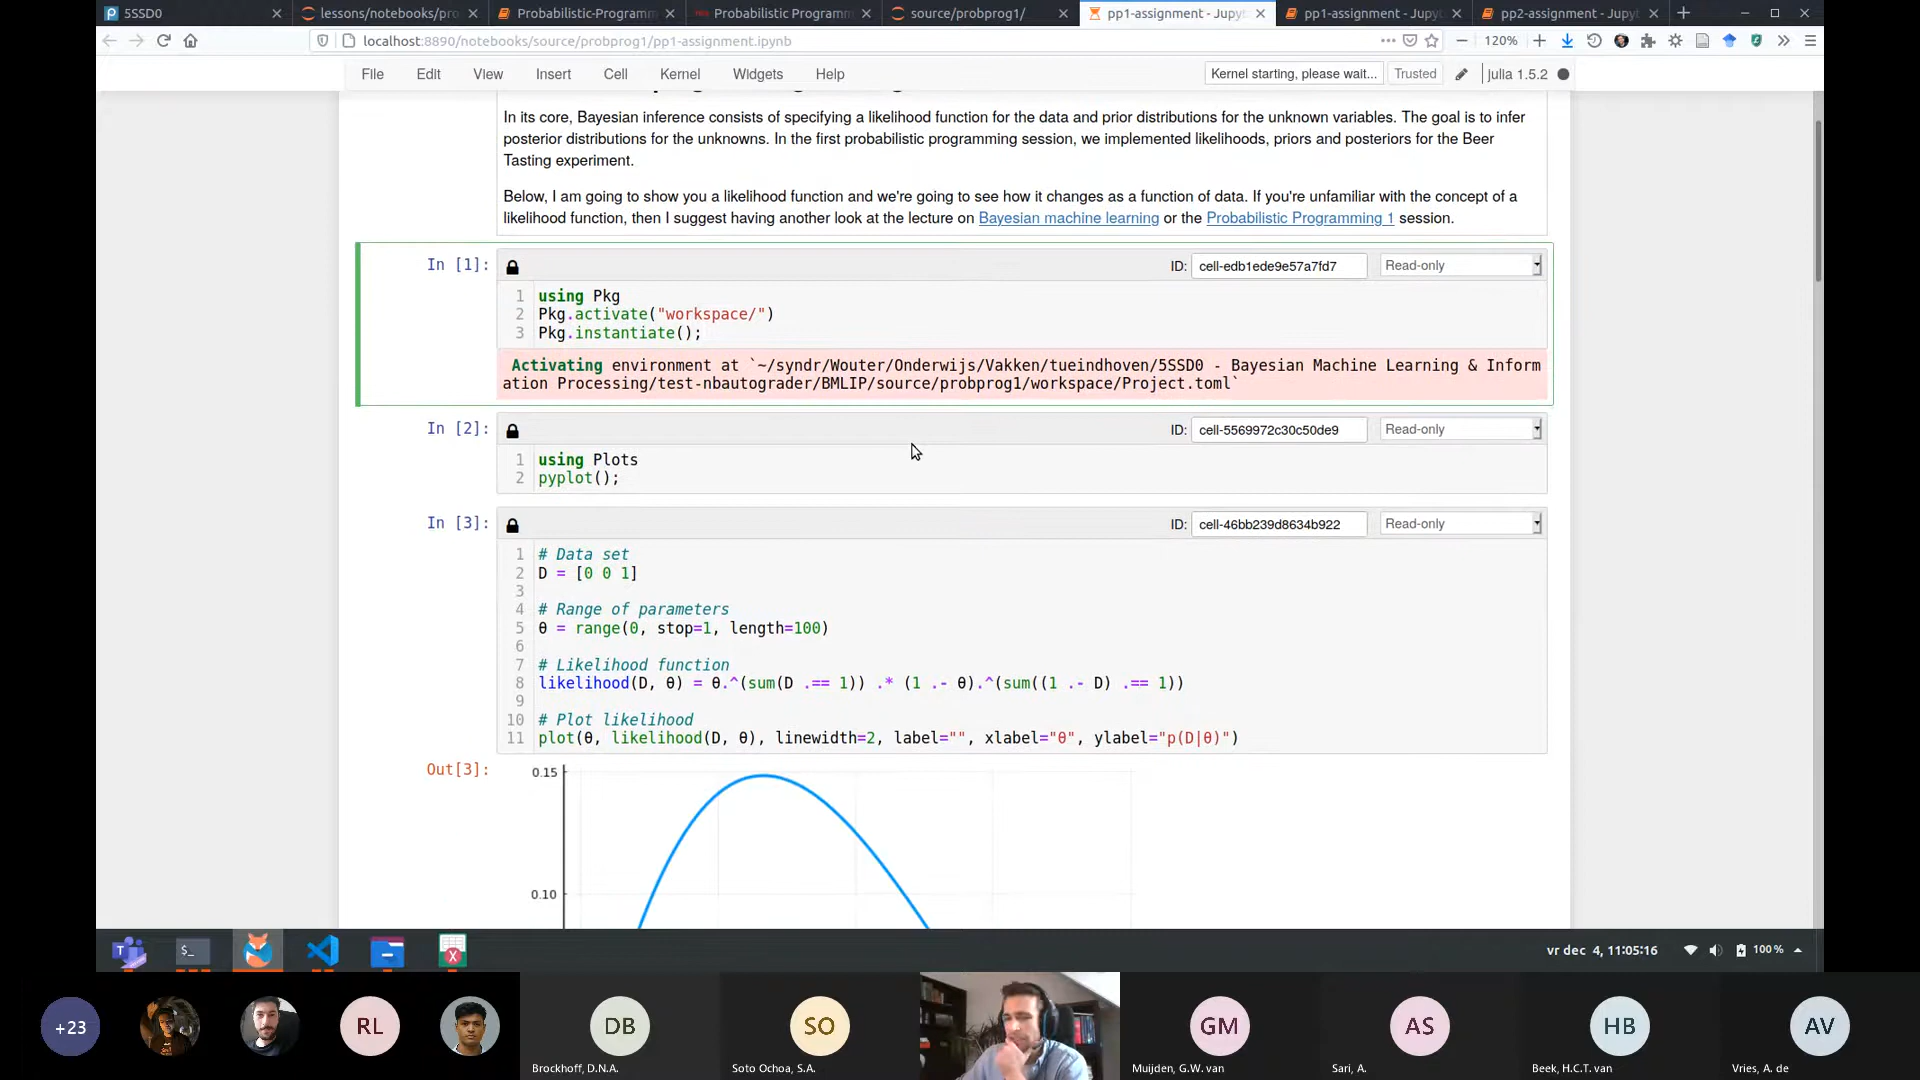 5SSD0
lessons/notebooks/pro
Probabilistic-Programm
Probabilistic Programm
source/probprog1/
pp1-assignment - Jupyt
pp1-assignment - Jupyt
pp2-assignment - Jupyt
localhost:8890/notebooks/source/probprog1/pp1-assignment.ipynb
120%
File Edit View Insert Cell Kernel Widgets Help
Kernel starting, please wait...
Trusted
Julia 1.5.2
In its core, Bayesian inference consists of specifying a likelihood function for the data and prior distributions for the unknown variables. The goal is to infer
posterior distributions for the unknowns. In the first probabilistic programming session, we implemented likelihoods, priors and posteriors for the Beer
Tasting experiment.
Below, I am going to show you a likelihood function and we're going to see how it changes as a function of data. If you're unfamiliar with the concept of a
likelihood function, then I suggest having another look at the lecture on Bayesian machine learning or the Probabilistic Programming 1 session.
In [1]:
ID: cell-edb1ede9e57a7fd7 Read-only
1 using Pkg
2 Pkg.activate("workspace/")
3 Pkg.instantiate();
Activating environment at `~/syndr/Wouter/Onderwijs/Vakken/tueindhoven/5SSD0 - Bayesian Machine Learning & Inform
ation Processing/test-nbautograder/BMLIP/source/probprog1/workspace/Project.toml`
In [2]:
ID: cell-5569972c30c50de9 Read-only
1 using Plots
2 pyplot();
In [3]:
ID: cell-46bb239d8634b922 Read-only
1 # Data set
2 D = [0 0 1]
3
4 # Range of parameters
5 θ = range(0, stop=1, length=100)
6
7 # Likelihood function
8 likelihood(D, θ) = θ.^(sum(D .== 1)) .* (1 .- θ).^(sum((1 .- D) .== 1))
9
10 # Plot likelihood
11 plot(θ, likelihood(D, θ), linewidth=2, label="", xlabel="θ", ylabel="p(D|θ)")
Out[3]:
0.15
0.10
vr dec 4, 11:05:16
100%
+23
RL
DB
SO
GM
AS
HB
AV
Brockhoff, D.N.A.
Soto Ochoa, S.A.
Muijden, G.W. van
Sari, A.
Beek, H.C.T. van
Vries, A. de